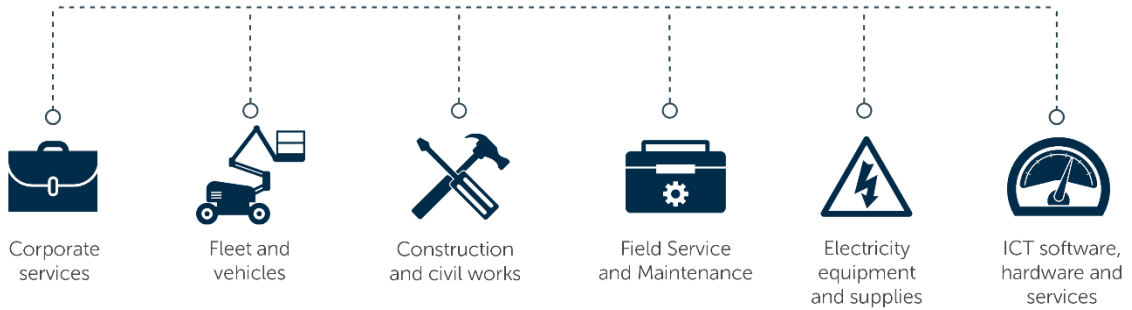 Corporate
services
Fleet and
vehicles
Construction
and civil works
Field Service
and Maintenance
Electricity
equipment
and supplies
ICT software,
hardware and
services